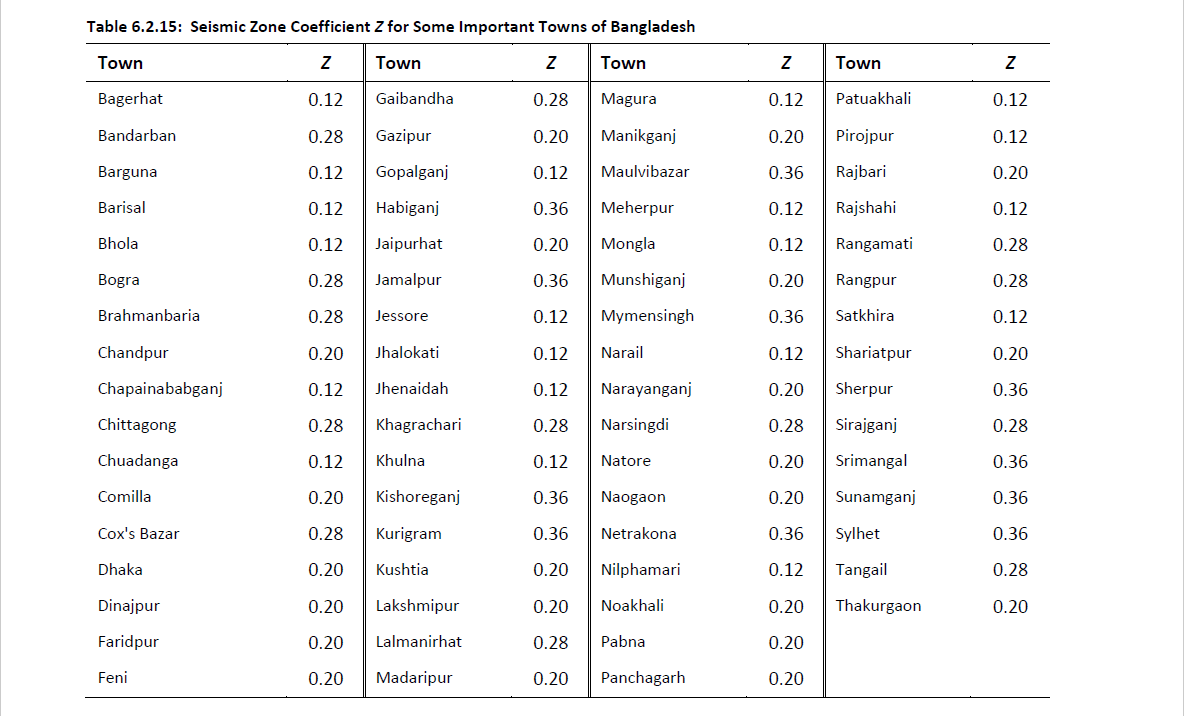 Table 6.2.15: Seismic Zone Coefficient Z for Some Important Towns of Bangladesh
Town Z Town Z Town Z Town Z
Bagerhat 0.12 Gaibandha 0.28 Magura 0.12 Patuakhali 0.12
Bandarban 0.28 Gazipur 0.20 Manikganj 0.20 Pirojpur 0.12
Barguna 0.12 Gopalganj 0.12 Maulvibazar 0.36 Rajbari 0.20
Barisal 0.12 Habiganj 0.36 Meherpur 0.12 Rajshahi 0.12
Bhola 0.12 Jaipurhat 0.20 Mongla 0.12 Rangamati 0.28
Bogra 0.28 Jamalpur 0.36 Munshiganj 0.20 Rangpur 0.28
Brahmanbaria 0.28 Jessore 0.12 Mymensingh 0.36 Satkhira 0.12
Chandpur 0.20 Jhalokati 0.12 Narail 0.12 Shariatpur 0.20
Chapainababganj 0.12 Jhenaidah 0.12 Narayanganj 0.20 Sherpur 0.36
Chittagong 0.28 Khagrachari 0.28 Narsingdi 0.28 Sirajganj 0.28
Chuadanga 0.12 Khulna 0.12 Natore 0.20 Srimangal 0.36
Comilla 0.20 Kishoreganj 0.36 Naogaon 0.20 Sunamganj 0.36
Cox's Bazar 0.28 Kurigram 0.36 Netrakona 0.36 Sylhet 0.36
Dhaka 0.20 Kushtia 0.20 Nilphamari 0.12 Tangail 0.28
Dinajpur 0.20 Lakshmipur 0.20 Noakhali 0.20 Thakurgaon 0.20
Faridpur 0.20 Lalmanirhat 0.28 Pabna 0.20
Feni 0.20 Madaripur 0.20 Panchagarh 0.20